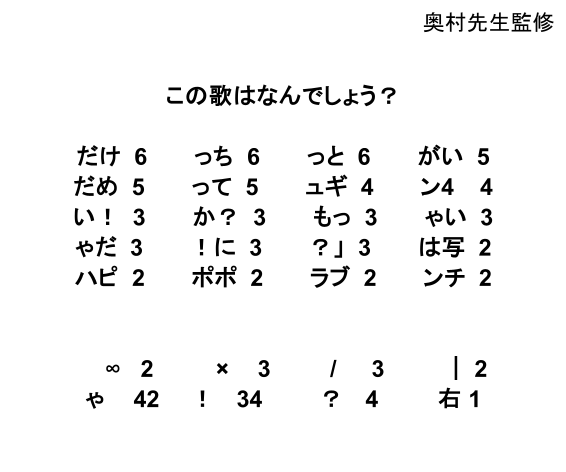 奥村先生監修
この歌はなんでしょう？
だけ 6 っち 6 っと 6 がい 5
だめ 5 って 5 ュギ 4 ン4 4
い！ 3 か？ 3 もっ 3 ゃい 3
ゃだ 3 ！に 3 ？」 3 は写 2
ハピ 2 ポポ 2 ラブ 2 ンチ 2
∞ 2 × 3 / 3 | 2
ゃ 42 ！ 34 ？ 4 右 1